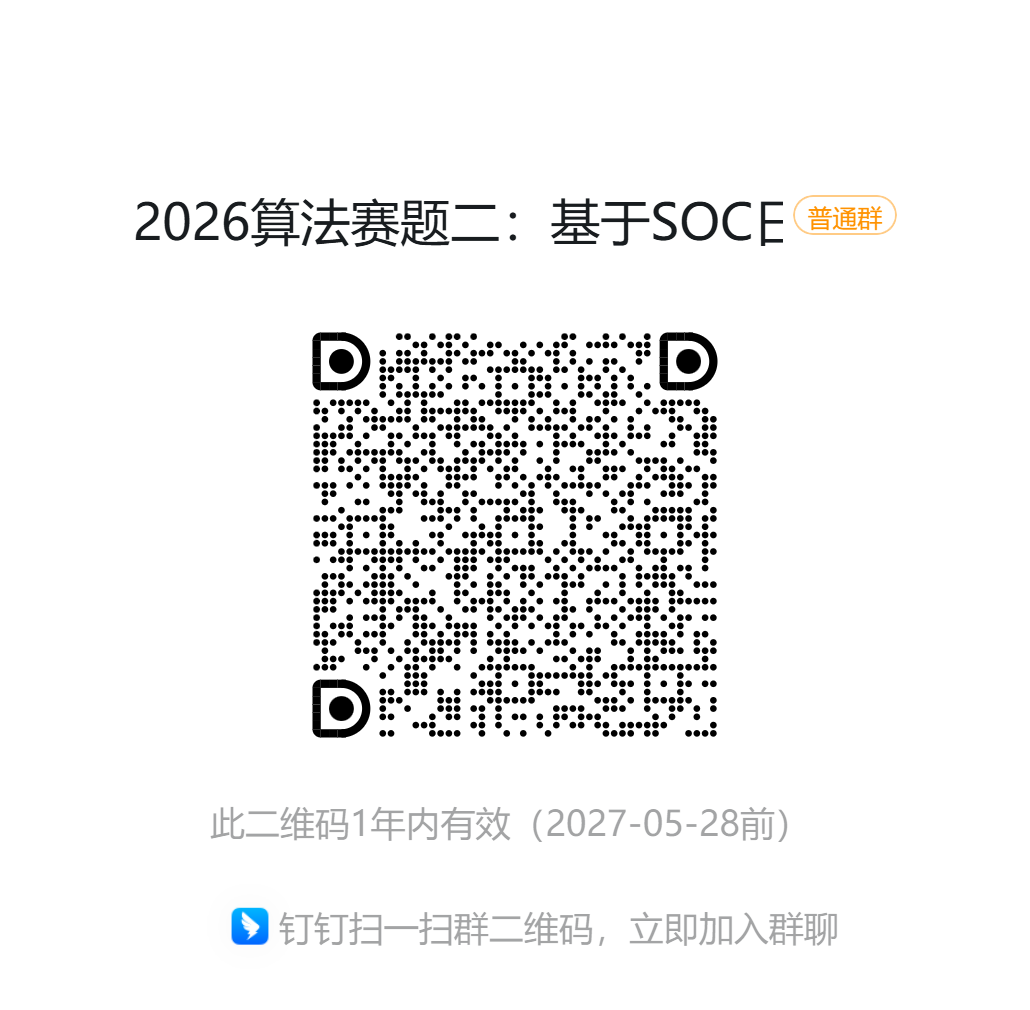 2026算法赛题二：基于SOC
普通群
此二维码1年内有效（2027-05-28前）
钉钉扫一扫群二维码，立即加入群聊